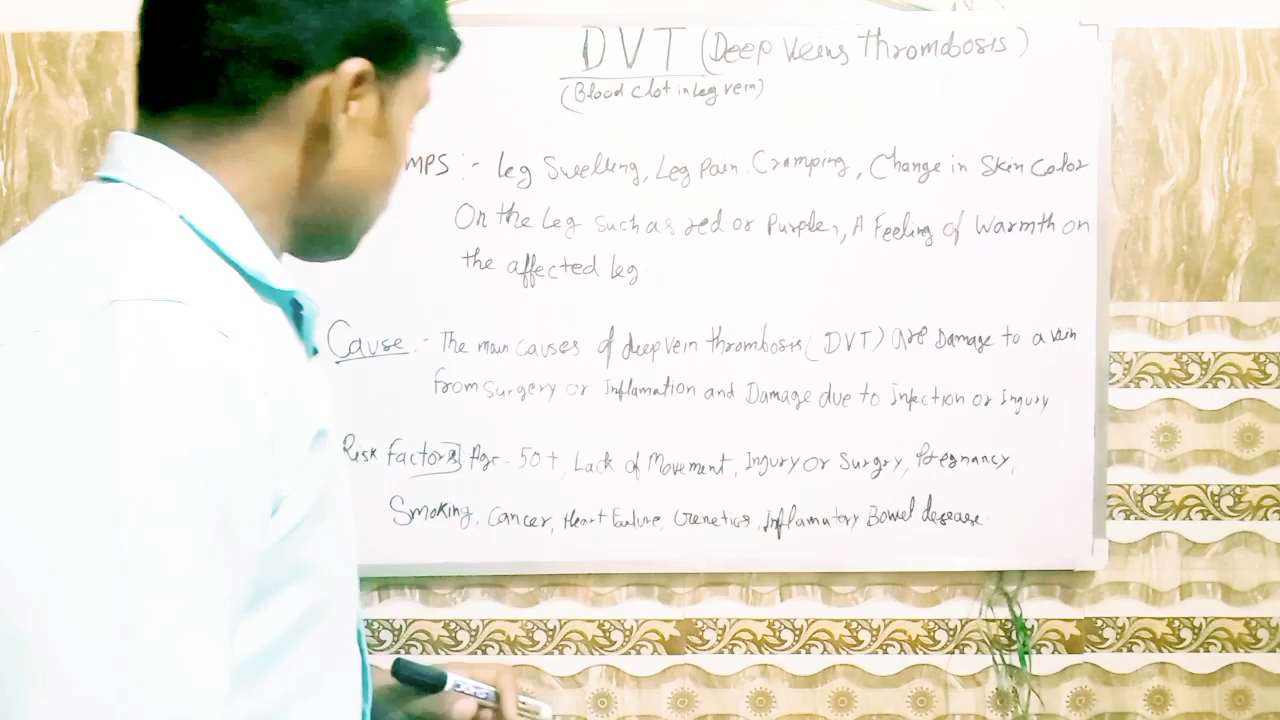 DVT (Deep Veins thrombosis)
(Blood Clot in Leg vein)
MPS :- Leg Swelling, Leg Pain. Cramping, Change in Skin Color
On the Leg Such as red or Purple, A Feeling of Warmth on
the affected leg
Cause :- The main causes of deep vein thrombosis (DVT) are Damage to a vein
from Surgery or Inflamation and Damage due to Infection or Ingury
Risk Factors Age - 50+, Lack of Movement, Ingury or Surgry, Pregnancy,
Smoking, Cancer, Heart Failure, Genetics, Inflamatory Bowel desease